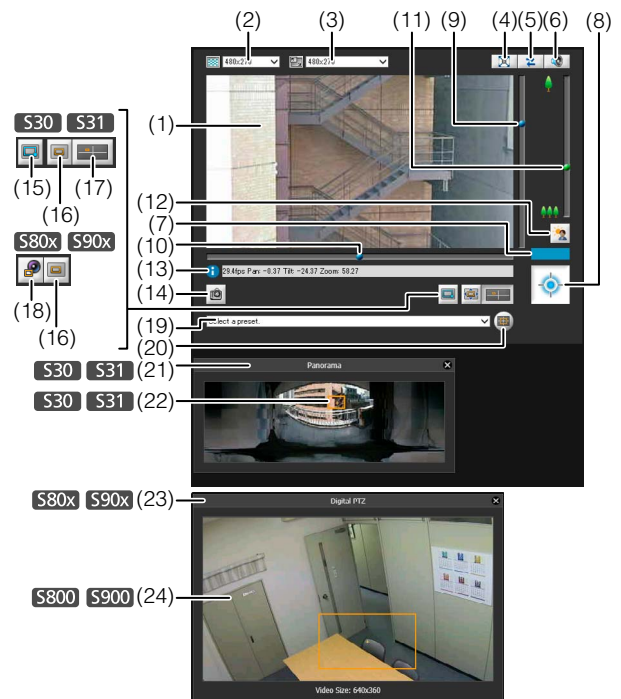 (2) (3) (11) (9) (4) (5) (6) (8)
480x270 480x270
(1)
S30 S31
(15) (16) (17)
(12)
(7)
S80x S90x
(10)
(13) 29.4fps Pan: -0.37 Tilt: -24.37 Zoom: 58.27
(14)
(18) (16)
(19) Select a preset.
(20)
S30 S31 (21) Panorama
S30 S31 (22)
S80x S90x (23) Digital PTZ
S800 S900 (24)
Video Size: 640x360